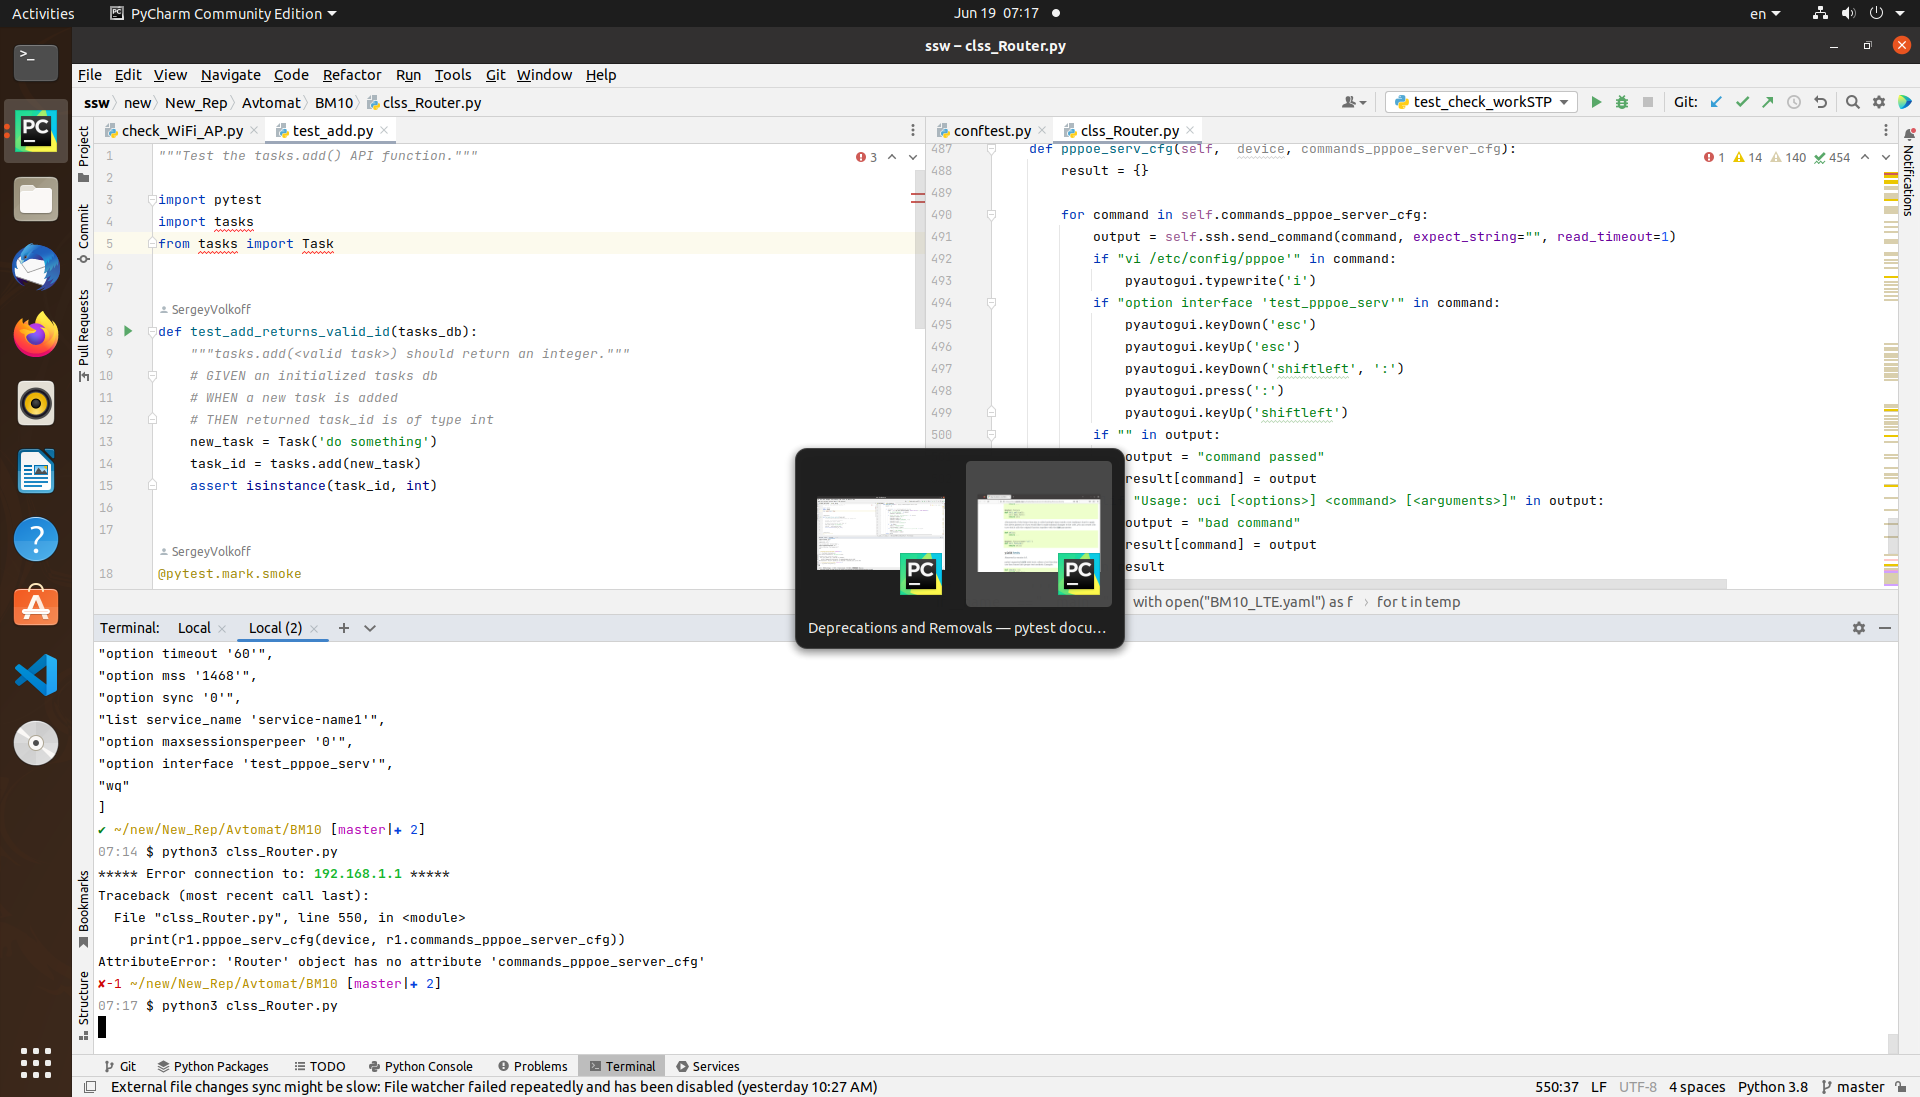 Activities
PyCharm Community Edition
Jun 19 07:17
en
ssw – clss_Router.py
File Edit View Navigate Code Refactor Run Tools Git Window Help
ssw new New_Rep Avtomat BM10 clss_Router.py
test_check_workSTP
Git:
check_WiFi_AP.py
test_add.py
conftest.py
clss_Router.py
Project
Commit
Pull Requests
Bookmarks
Structure
Notifications
3
1 """Test the tasks.add() API function."""
2
3 import pytest
4 import tasks
5 from tasks import Task
6
7
SergeyVolkoff
8 def test_add_returns_valid_id(tasks_db):
9 """tasks.add(<valid task>) should return an integer."""
10 # GIVEN an initialized tasks db
11 # WHEN a new task is added
12 # THEN returned task_id is of type int
13 new_task = Task('do something')
14 task_id = tasks.add(new_task)
15 assert isinstance(task_id, int)
16
17
SergeyVolkoff
18 @pytest.mark.smoke
1 14 140 454
487 def pppoe_serv_cfg(self, device, commands_pppoe_server_cfg):
488 result = {}
489
490 for command in self.commands_pppoe_server_cfg:
491 output = self.ssh.send_command(command, expect_string="", read_timeout=1)
492 if "vi /etc/config/pppoe'" in command:
493 pyautogui.typewrite('i')
494 if "option interface 'test_pppoe_serv'" in command:
495 pyautogui.keyDown('esc')
496 pyautogui.keyUp('esc')
497 pyautogui.keyDown('shiftleft', ':')
498 pyautogui.press(':')
499 pyautogui.keyUp('shiftleft')
500 if "" in output:
output = "command passed"
result[command] = output
"Usage: uci [<options>] <command> [<arguments>]" in output:
output = "bad command"
result[command] = output
with open("BM10_LTE.yaml") as f
for t in temp
PC
PC
Deprecations and Removals — pytest docu...
Terminal: Local Local (2)
"option timeout '60'",
"option mss '1468'",
"option sync '0'",
"list service_name 'service-name1'",
"option maxsessionsperpeer '0'",
"option interface 'test_pppoe_serv'",
"wq"
]
✔ ~/new/New_Rep/Avtomat/BM10 [master|✚ 2]
07:14 $ python3 clss_Router.py
***** Error connection to: 192.168.1.1 *****
Traceback (most recent call last):
File "clss_Router.py", line 550, in <module>
print(r1.pppoe_serv_cfg(device, r1.commands_pppoe_server_cfg))
AttributeError: 'Router' object has no attribute 'commands_pppoe_server_cfg'
✘-1 ~/new/New_Rep/Avtomat/BM10 [master|✚ 2]
07:17 $ python3 clss_Router.py
Git Python Packages TODO Python Console Problems Terminal Services
External file changes sync might be slow: File watcher failed repeatedly and has been disabled (yesterday 10:27 AM)
550:37 LF UTF-8 4 spaces Python 3.8 master